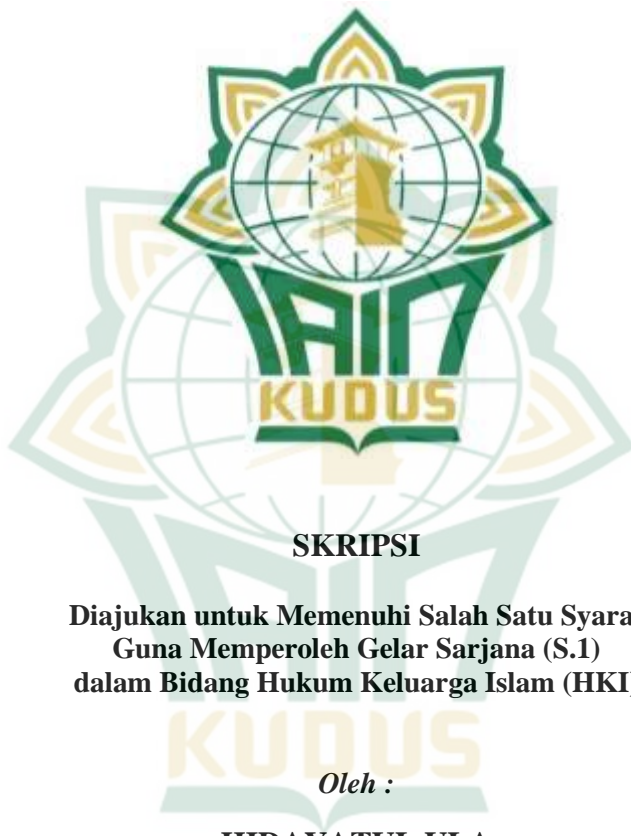 IAIN
KUDUS
SKRIPSI
Diajukan untuk Memenuhi Salah Satu Syara
Guna Memperoleh Gelar Sarjana (S.1)
dalam Bidang Hukum Keluarga Islam (HKI)
KUDUS
Oleh :